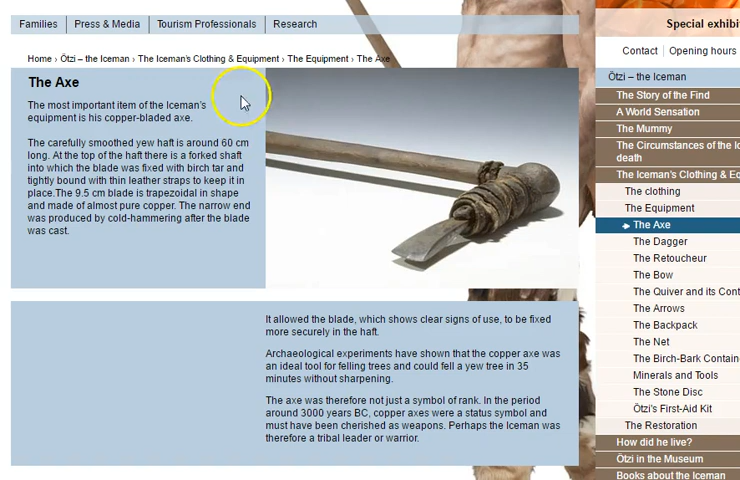 Families Press & Media Tourism Professionals Research
Special
Contact Opening hours
Home › Ötzi – the Iceman › The Iceman's Clothing & Equipment › The Equipment › The Axe
The Axe
The most important item of the Iceman's
equipment is his copper-bladed axe.
The carefully smoothed yew haft is around 60 cm
long. At the top of the haft there is a forked shaft
into which the blade was fixed with birch tar and
tightly bound with thin leather straps to keep it in
place.The 9.5 cm blade is trapezoidal in shape
and made of almost pure copper. The narrow end
was produced by cold-hammering after the blade
was cast.
It allowed the blade, which shows clear signs of use, to be fixed
more securely in the haft.
Archaeological experiments have shown that the copper axe was
an ideal tool for felling trees and could fell a yew tree in 35
minutes without sharpening.
The axe was therefore not just a symbol of rank. In the period
around 3000 years BC, copper axes were a status symbol and
must have been cherished as weapons. Perhaps the Iceman was
therefore a tribal leader or warrior.
Ötzi – the Iceman
The Story of the Find
A World Sensation
The Mummy
The Circumstances of the
death
The Iceman's Clothing &
The clothing
The Equipment
The Axe
The Dagger
The Retoucheur
The Bow
The Quiver and its
The Arrows
The Backpack
The Net
The Birch-Bark
Minerals and Tools
The Stone Disc
Ötzi's First-Aid Kit
The Restoration
How did he live?
Ötzi in the Museum
Books about the Iceman